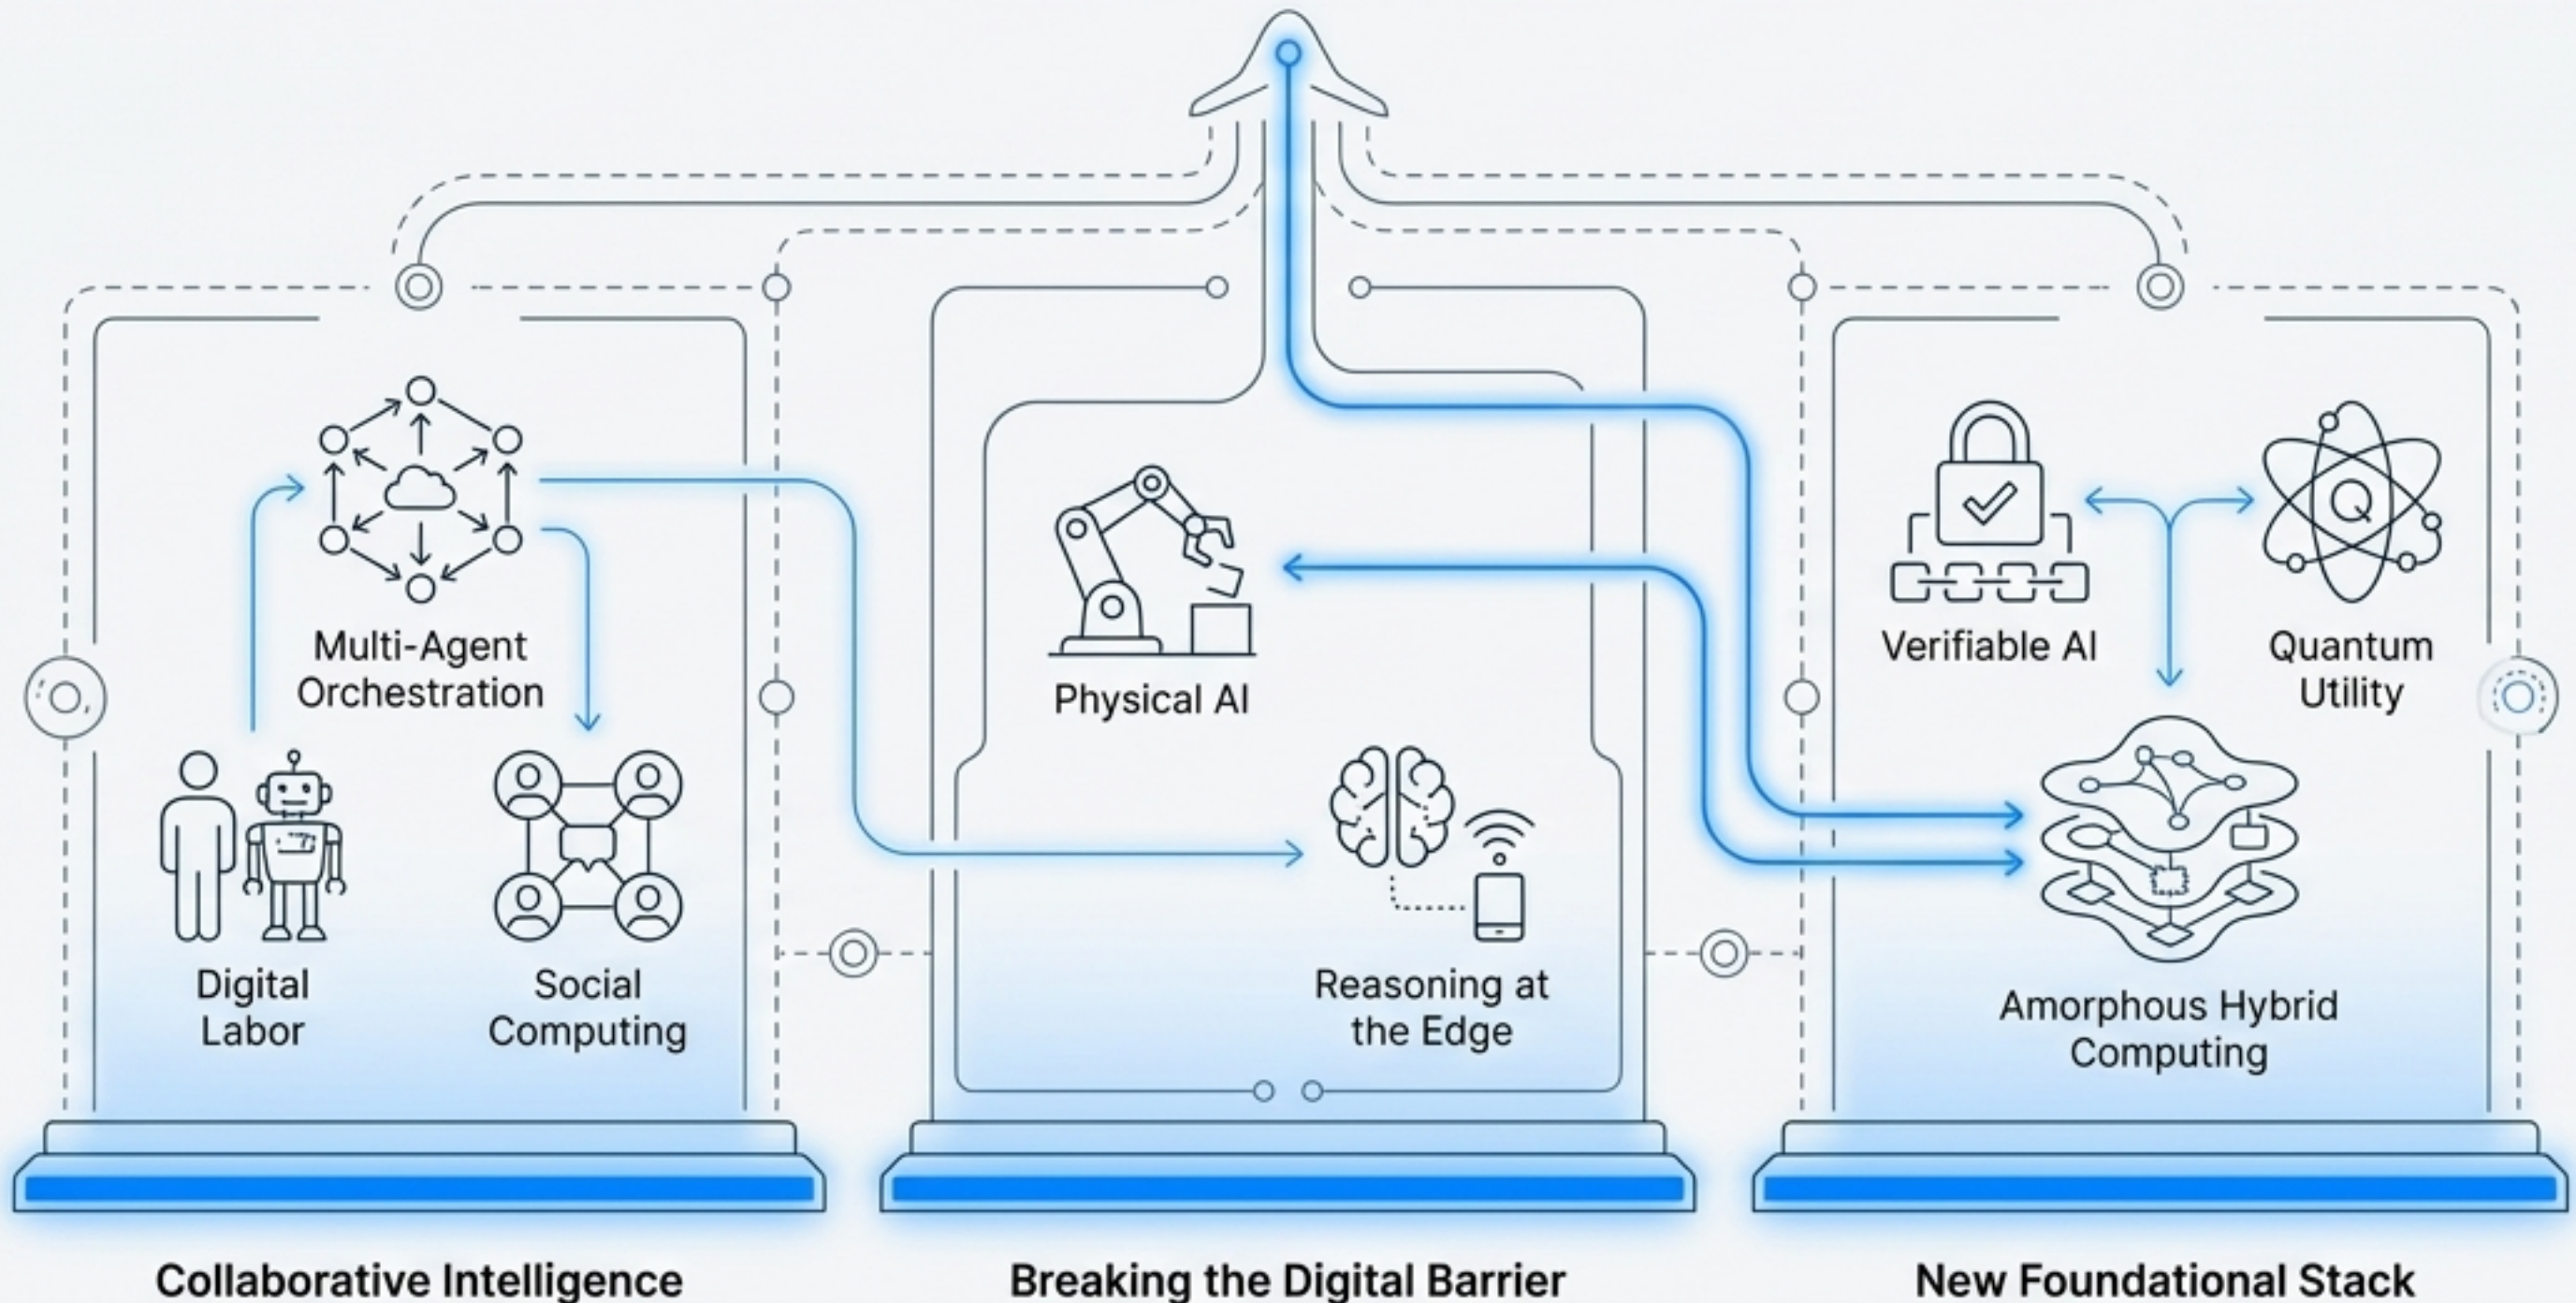 Multi-Agent
Orchestration
Digital
Labor
Social
Computing
Collaborative Intelligence
Physical AI
Reasoning at
the Edge
Breaking the Digital Barrier
Verifiable AI
Q
Quantum
Utility
Amorphous Hybrid
Computing
New Foundational Stack